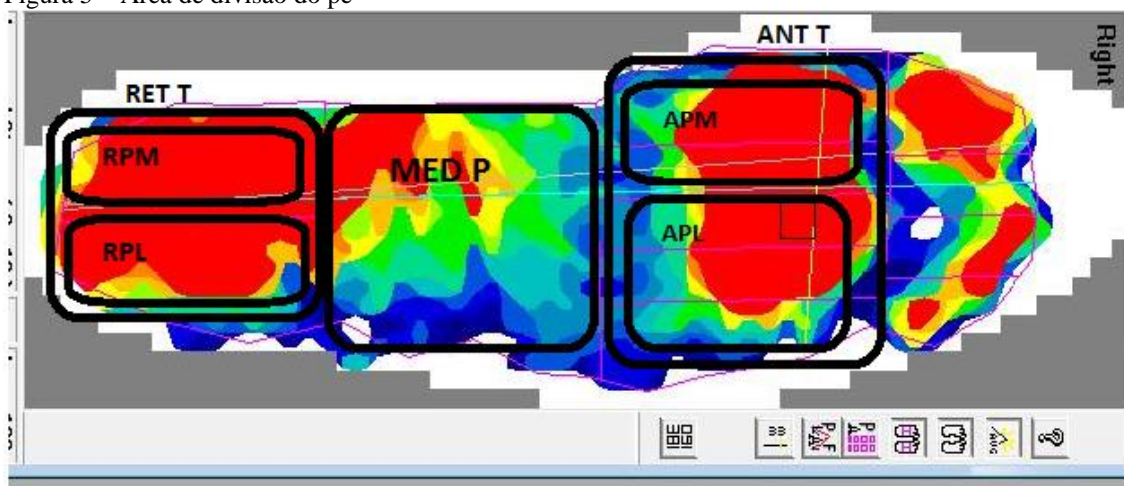 Figura 3 – Área de divisão do pé
ANT T
Right
RET T
RPM
MED P
APM
RPL
APL